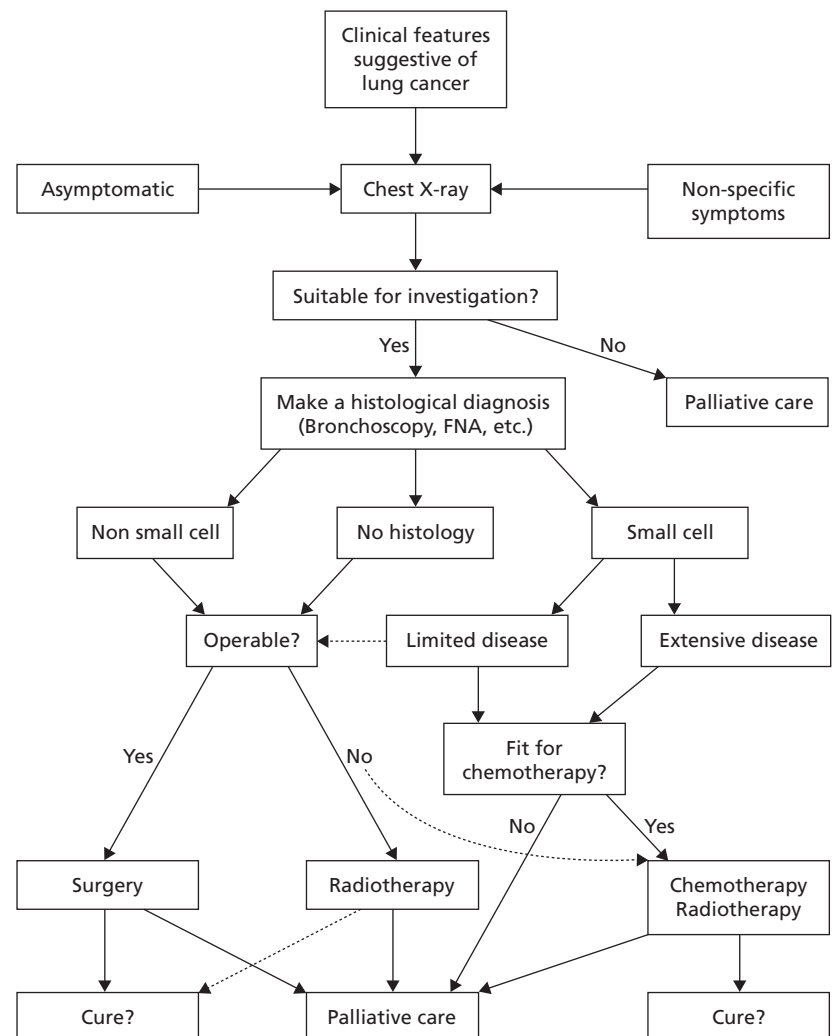 Clinical features
suggestive of
lung cancer
Asymptomatic
Chest X-ray
Non-specific
symptoms
Suitable for investigation?
Yes
No
Make a histological diagnosis
(Bronchoscopy, FNA, etc.)
Palliative care
Non small cell
No histology
Small cell
Operable?
Limited disease
Extensive disease
Yes
No
Fit for
chemotherapy?
No
Yes
Surgery
Radiotherapy
Chemotherapy
Radiotherapy
Cure?
Palliative care
Cure?